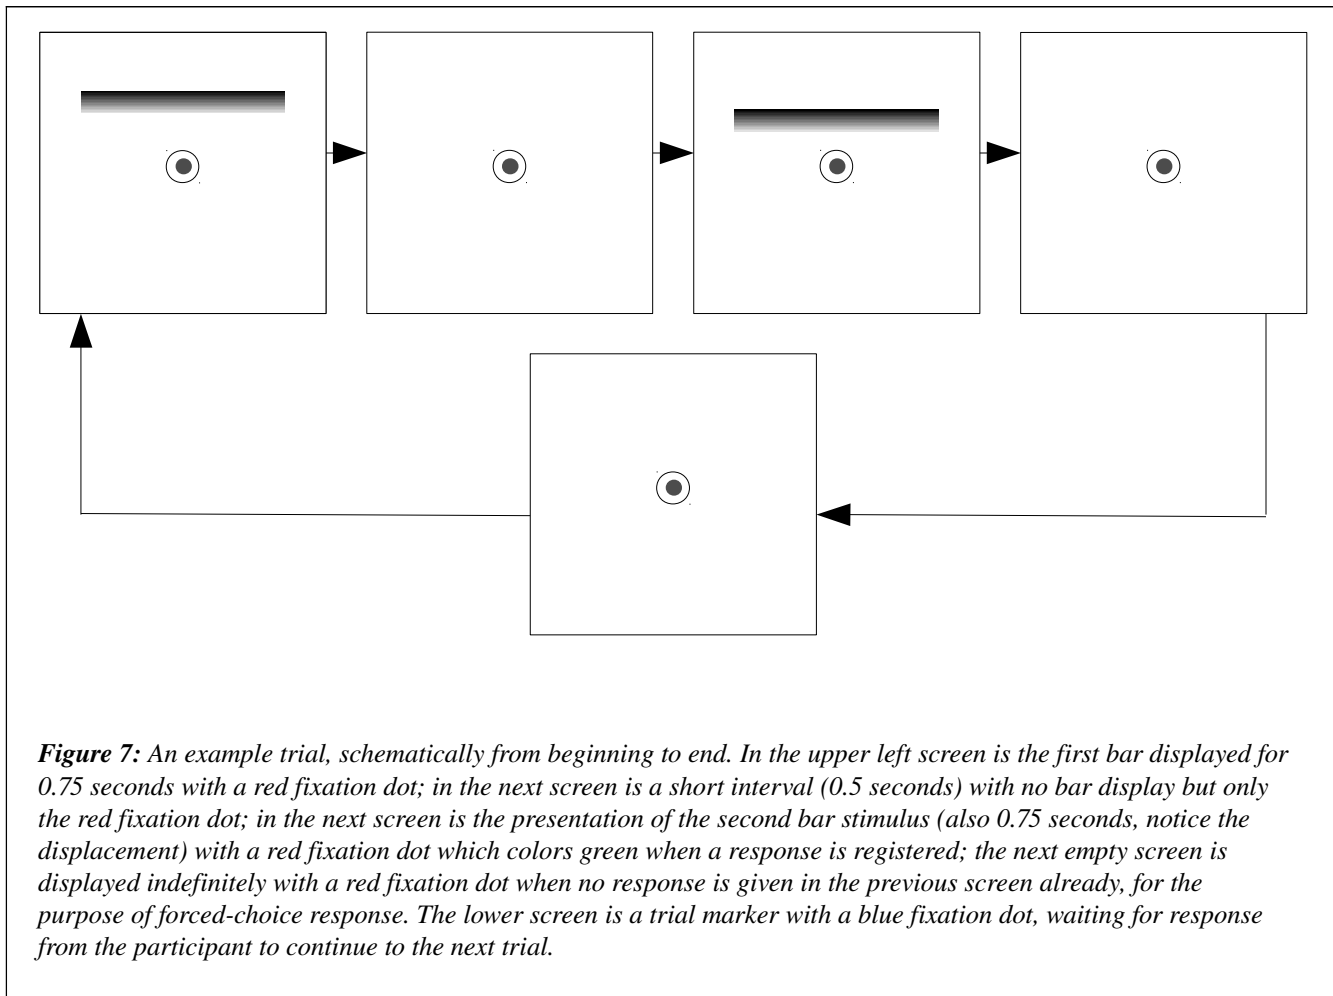 Figure 7: An example trial, schematically from beginning to end. In the upper left screen is the first bar displayed for
0.75 seconds with a red fixation dot; in the next screen is a short interval (0.5 seconds) with no bar display but only
the red fixation dot; in the next screen is the presentation of the second bar stimulus (also 0.75 seconds, notice the
displacement) with a red fixation dot which colors green when a response is registered; the next empty screen is
displayed indefinitely with a red fixation dot when no response is given in the previous screen already, for the
purpose of forced-choice response. The lower screen is a trial marker with a blue fixation dot, waiting for response
from the participant to continue to the next trial.